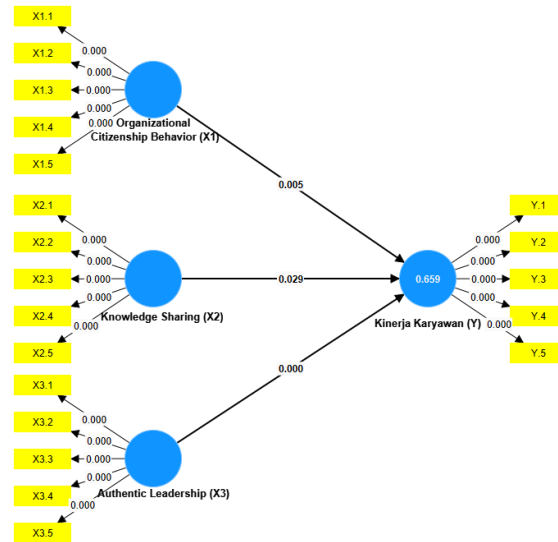 X1.1
X1.2
X1.3
X1.4
X1.5
0.000
0.000
0.000
0.000
0.000
Organizational
Citizenship Behavior (X1)
0.005
X2.1
X2.2
X2.3
X2.4
X2.5
0.000
0.000
0.000
0.000
0.000
Knowledge Sharing (X2)
0.029
X3.1
X3.2
X3.3
X3.4
X3.5
0.000
0.000
0.000
0.000
0.000
Authentic Leadership (X3)
0.000
0.659
Kinerja Karyawan (Y)
0.000
0.000
0.000
0.000
0.000
Y.1
Y.2
Y.3
Y.4
Y.5